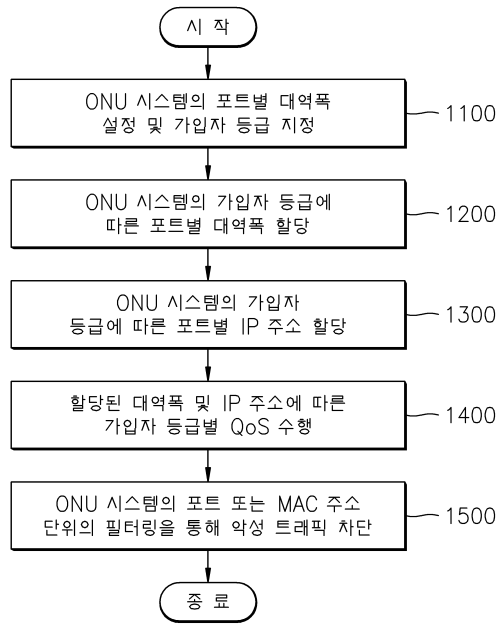 시 작
ONU 시스템의 포트별 대역폭
설정 및 가입자 등급 지정
1100
ONU 시스템의 가입자 등급에
따른 포트별 대역폭 할당
1200
ONU 시스템의 가입자
등급에 따른 포트별 IP 주소 할당
1300
할당된 대역폭 및 IP 주소에 따른
가입자 등급별 QoS 수행
1400
ONU 시스템의 포트 또는 MAC 주소
단위의 필터링을 통해 악성 트래픽 차단
1500
종 료